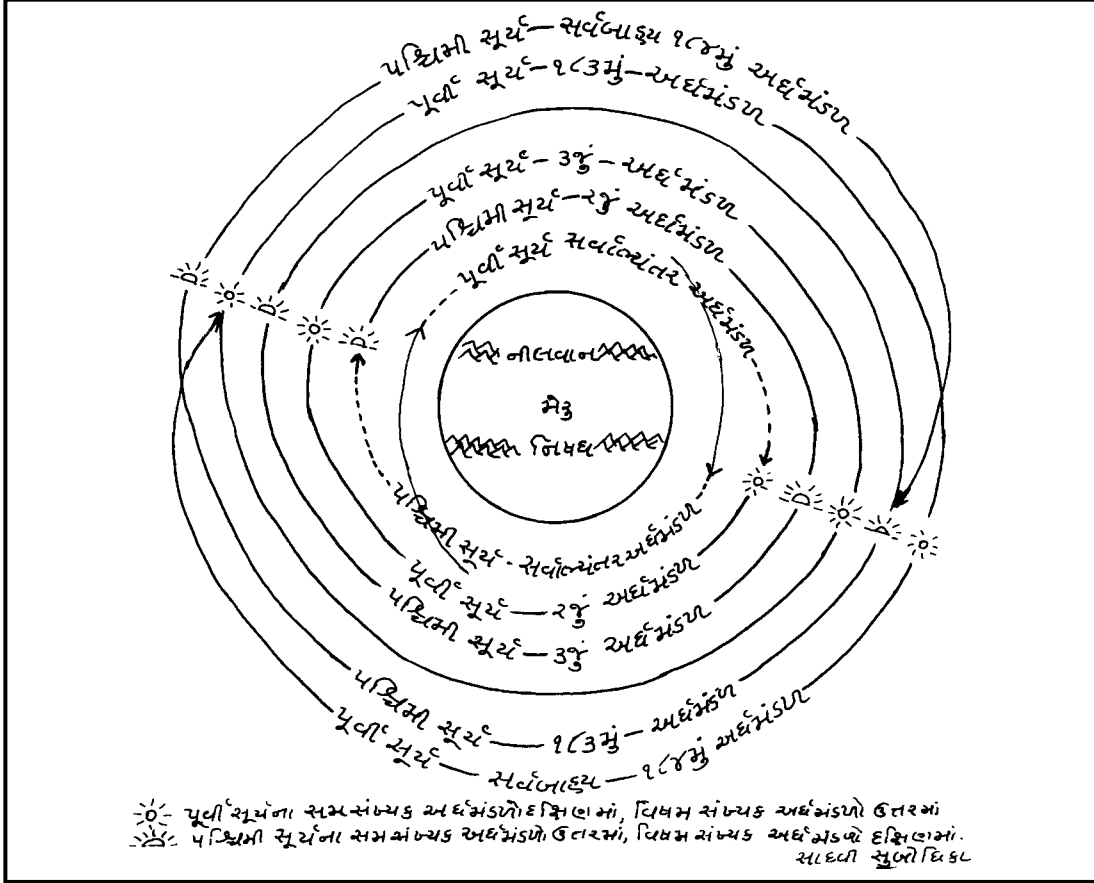 પશ્ચિમી સૂર્ય — સર્વબાહ્ય ૧૮૪મું અર્ધમંડળ
પૂર્વી સૂર્ય — ૧૮૩મું — અર્ધમંડળ
પૂર્વી સૂર્ય — ૩જું — અર્ધમંડળ
પશ્ચિમી સૂર્ય — ૨જું અર્ધમંડળ
પૂર્વી સૂર્ય સર્વાભ્યંતર અર્ધમંડળ
નીલવાન
મેરુ
નિષધ
પશ્ચિમી સૂર્ય - સર્વાભ્યંતર અર્ધમંડળ
પૂર્વી સૂર્ય — ૨જું અર્ધમંડળ
પશ્ચિમી સૂર્ય — ૩જું અર્ધમંડળ
પશ્ચિમી સૂર્ય — ૧૮૩મું — અર્ધમંડળ
પૂર્વી સૂર્ય — સર્વબાહ્ય — ૧૮૪મું અર્ધમંડળ
પૂર્વી સૂર્યના સમસંખ્યક અર્ધમંડળો દક્ષિણમાં, વિષમ સંખ્યક અર્ધમંડળો ઉત્તરમાં
પશ્ચિમી સૂર્યના સમસંખ્યક અર્ધમંડળો ઉત્તરમાં, વિષમ સંખ્યક અર્ધમંડળો દક્ષિણમાં.
સાધ્વી સુબોધિકા